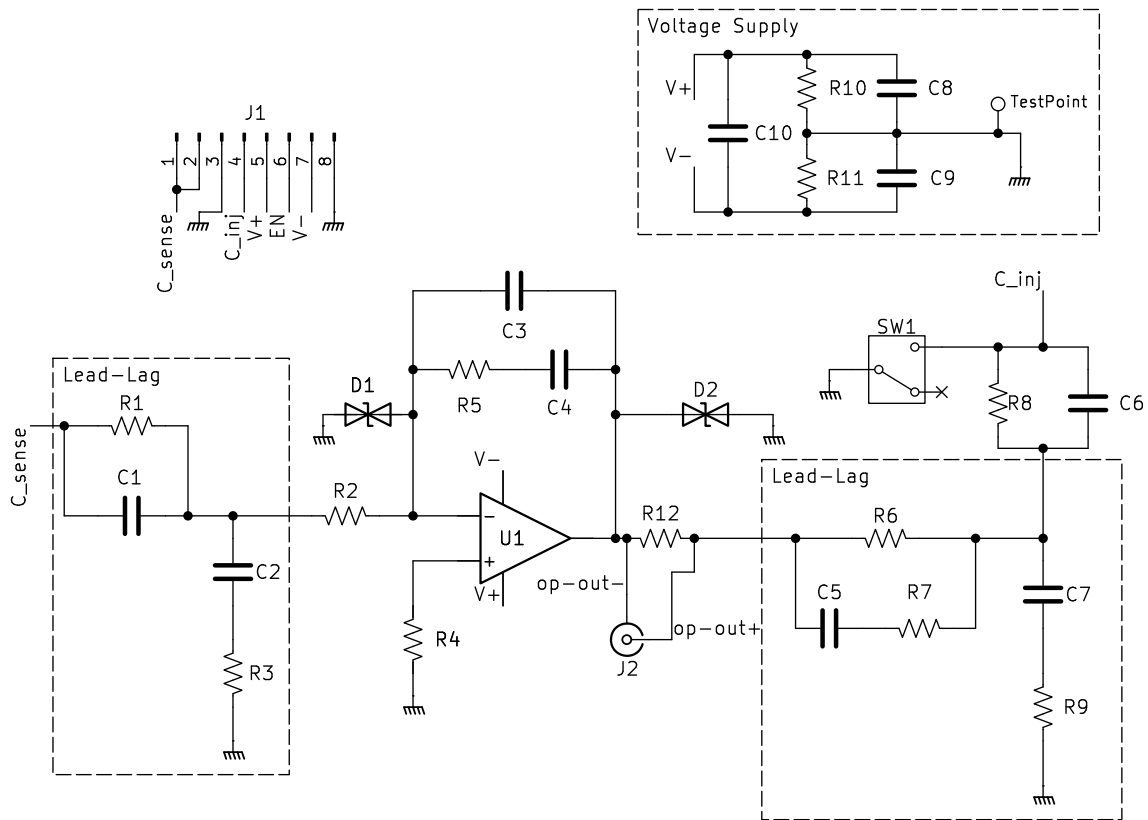 Voltage Supply
V+
R10
C8
TestPoint
C10
V-
R11
C9
J1
1
2
3
4
5
6
7
8
C_sense
C_inj
V+
EN
V-
C_inj
SW1
R8
C6
C3
R5
C4
D1
D2
Lead-Lag
R1
C_sense
C1
C2
R3
R2
V-
-
U1
+
V+
R4
R12
op-out-
op-out+
J2
Lead-Lag
R6
C5
R7
C7
R9